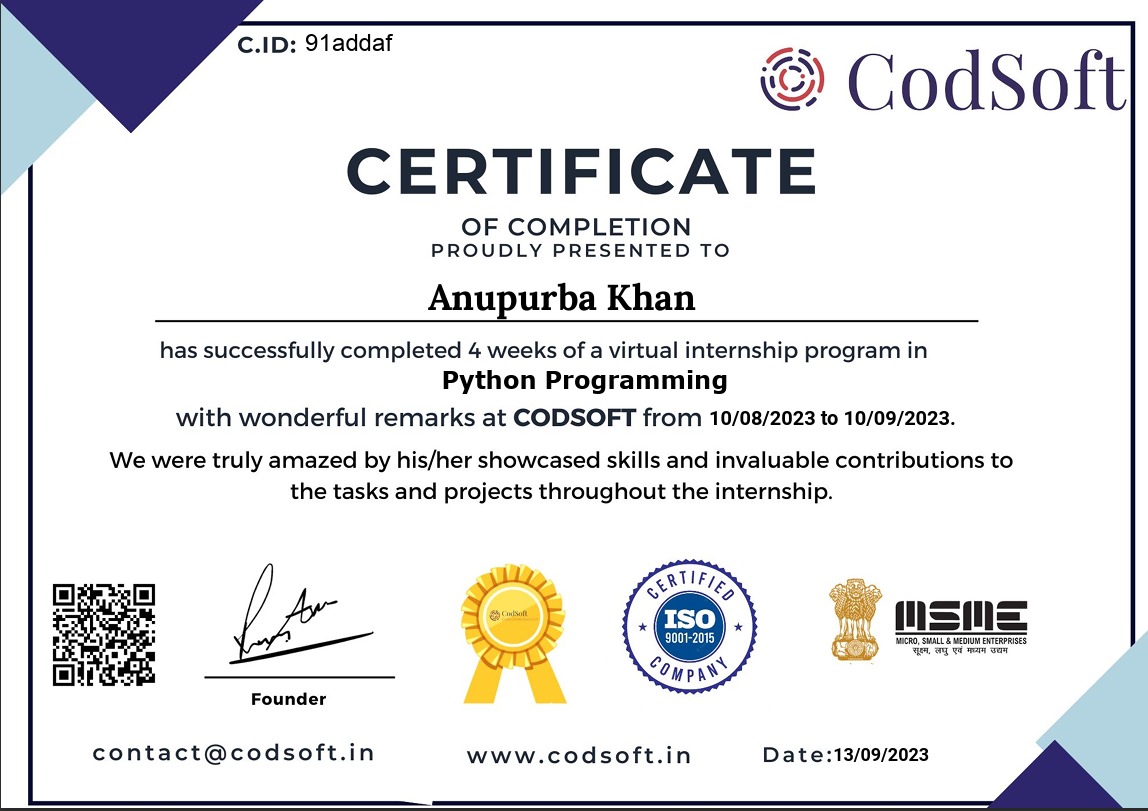 C.ID: 91addaf
CodSoft
CERTIFICATE
OF COMPLETION
PROUDLY PRESENTED TO
Anupurba Khan
has successfully completed 4 weeks of a virtual internship program in
Python Programming
with wonderful remarks at CODSOFT from 10/08/2023 to 10/09/2023.
We were truly amazed by his/her showcased skills and invaluable contributions to
the tasks and projects throughout the internship.
Founder
CodSoft
CERTIFIED
ISO
9001-2015
COMPANY
MSME
MICRO, SMALL & MEDIUM ENTERPRISES
सूक्ष्म, लघु एवं मध्यम उद्यम
contact@codsoft.in
www.codsoft.in
Date:13/09/2023